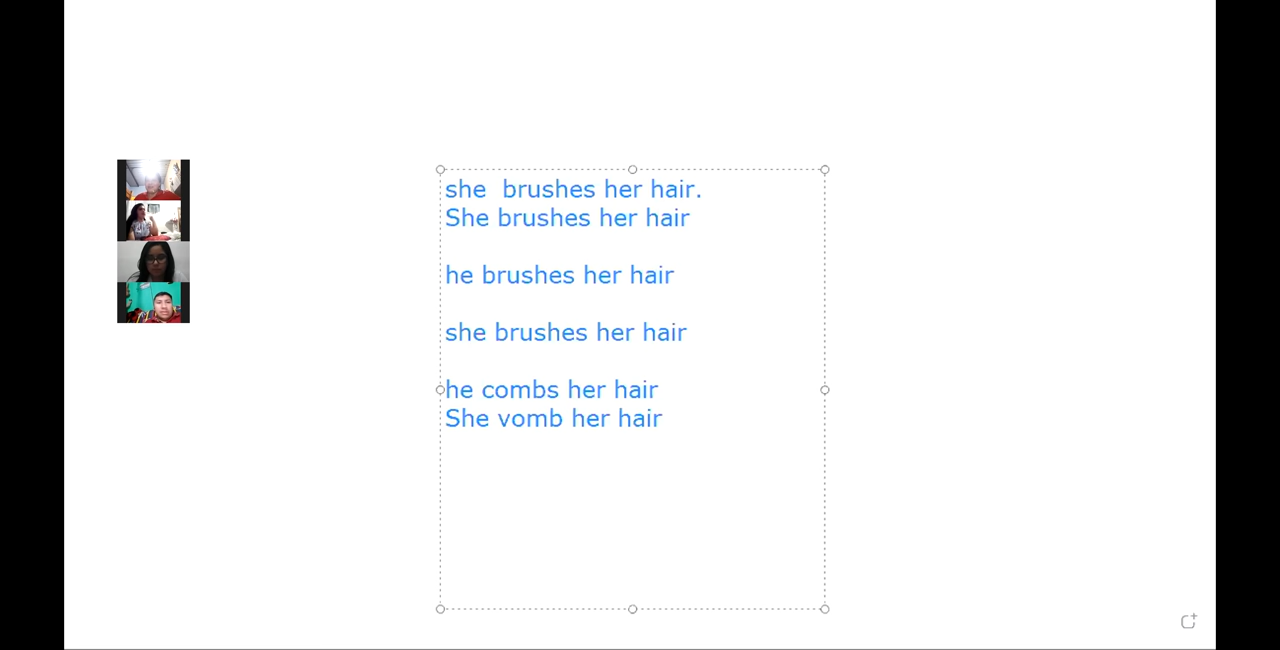 she  brushes her hair.
She brushes her hair
he brushes her hair
she brushes her hair
he combs her hair
She vomb her hair